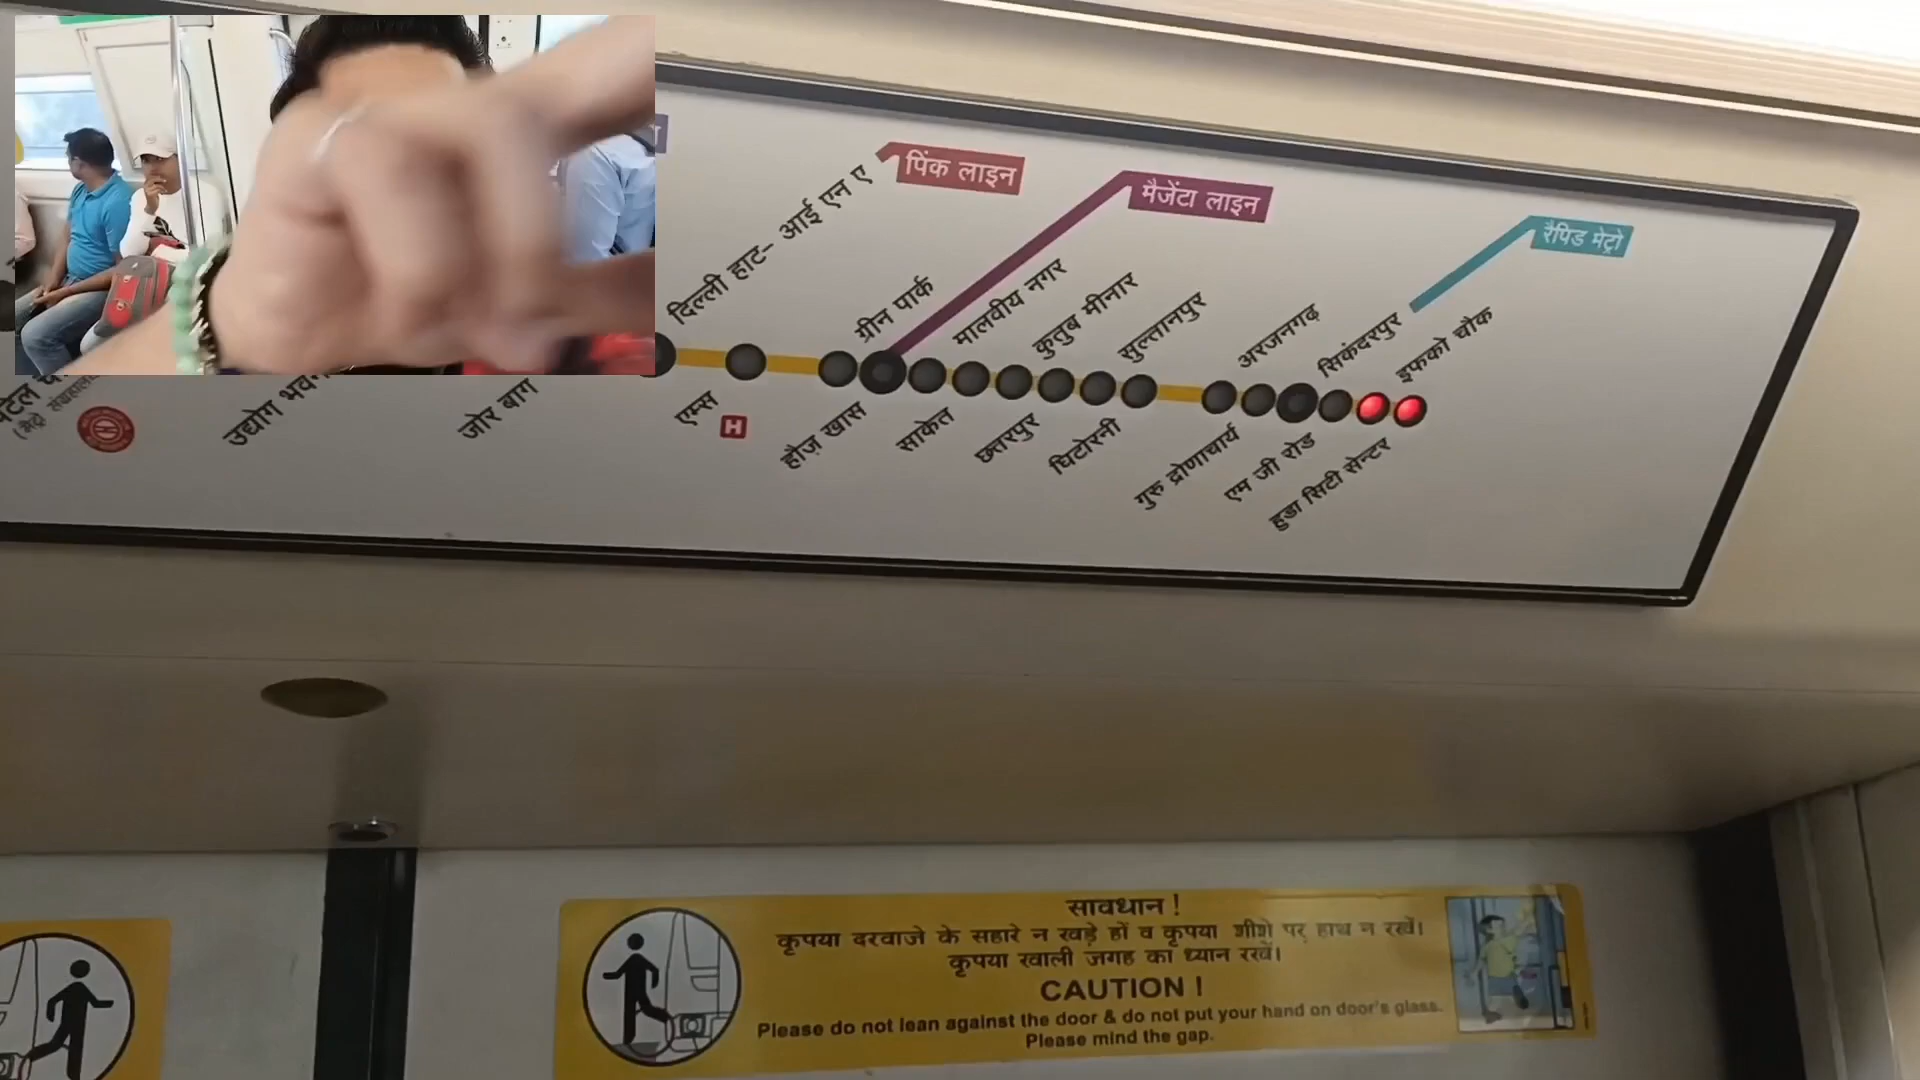 पिंक लाइन
मैजेंटा लाइन
रैपिड मेट्रो
दिल्ली हाट- आई एन ए
ग्रीन पार्क
मालवीय नगर
कुतुब मीनार
सुल्तानपुर
अरजनगढ़
सिकंदरपुर
इफको चौक
उद्योग भवन
जोर बाग
एम्स
H
हौज़ खास
साकेत
छत्तरपुर
घिटोरनी
गुरु द्रोणाचार्य
एम जी रोड
हुडा सिटी सेन्टर
सावधान !
कृपया दरवाजे के सहारे न खड़े हों व कृपया शीशे पर हाथ न रखें।
कृपया खाली जगह का ध्यान रखें।
CAUTION !
Please do not lean against the door & do not put your hand on door's glass.
Please mind the gap.